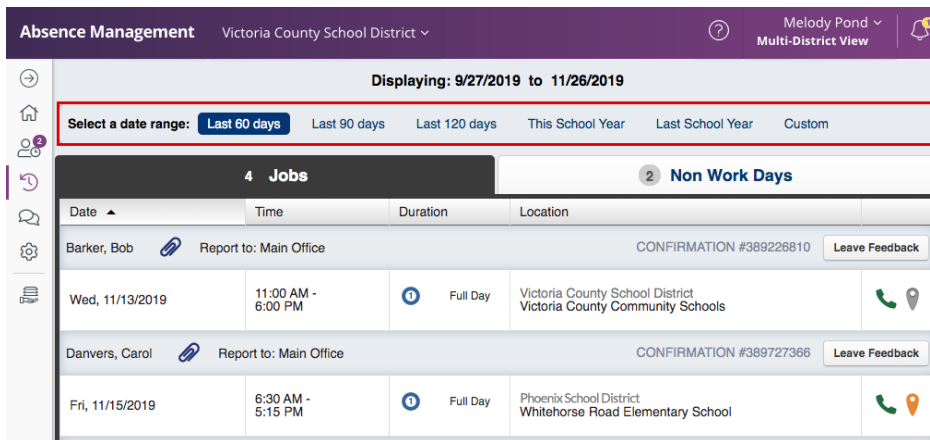 Absence Management Victoria County School District Melody Pond
Multi-District View
Displaying: 9/27/2019 to 11/26/2019
Select a date range: Last 60 days Last 90 days Last 120 days This School Year Last School Year Custom
2
4 Jobs 2 Non Work Days
Date Time Duration Location
Barker, Bob Report to: Main Office CONFIRMATION #389226810 Leave Feedback
Wed, 11/13/2019 11:00 AM - 6:00 PM 1 Full Day Victoria County School District
Victoria County Community Schools
Danvers, Carol Report to: Main Office CONFIRMATION #389727366 Leave Feedback
Fri, 11/15/2019 6:30 AM - 5:15 PM 1 Full Day Phoenix School District
Whitehorse Road Elementary School